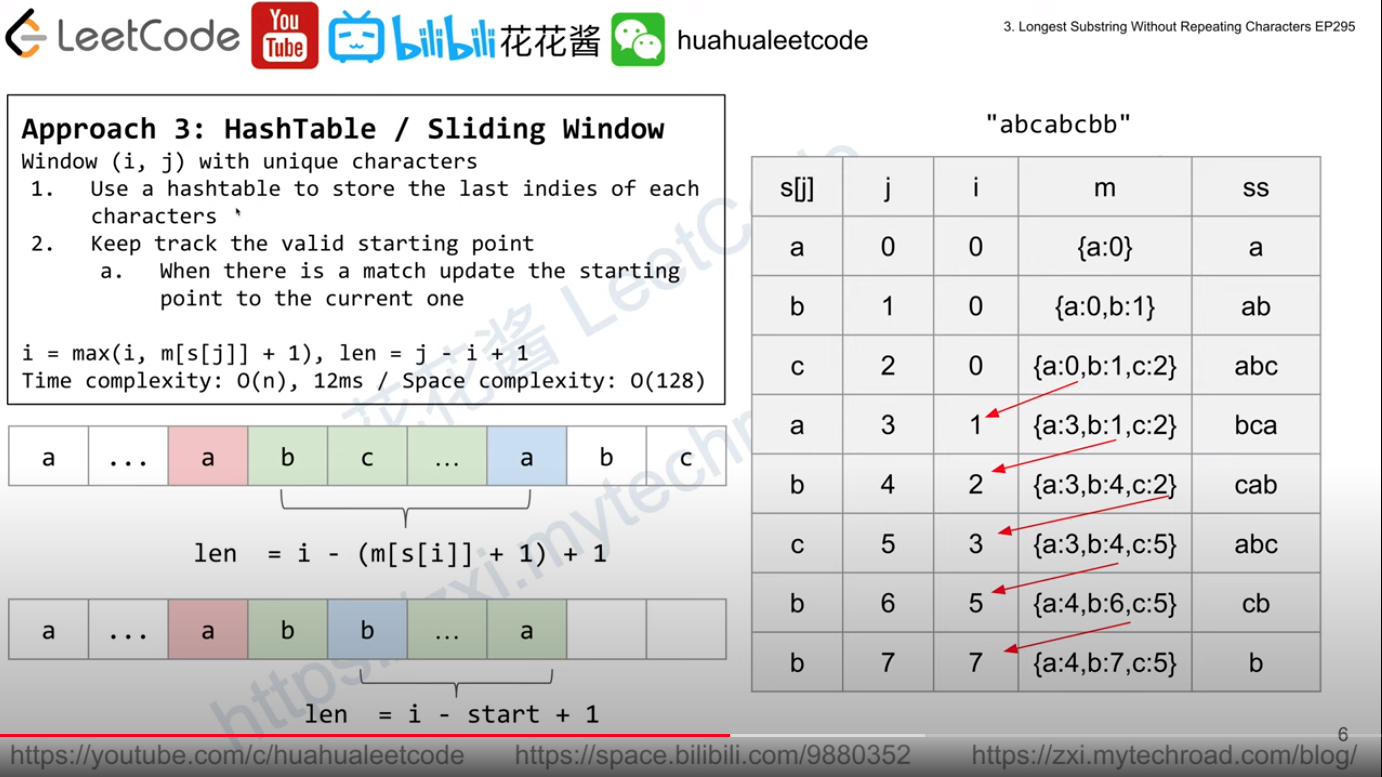 LeetCode You Tube bilibili 花花酱 huahualeetcode
3. Longest Substring Without Repeating Characters EP295
Approach 3: HashTable / Sliding Window
Window (i, j) with unique characters
1. Use a hashtable to store the last indies of each
characters
2. Keep track the valid starting point
a. When there is a match update the starting
point to the current one
i = max(i, m[s[j]] + 1), len = j - i + 1
Time complexity: O(n), 12ms / Space complexity: O(128)
a ... a b c ... a b c
len = i - (m[s[i]] + 1) + 1
a ... a b b ... a
len = i - start + 1
"abcabcbb"
s[j] j i m ss
a 0 0 {a:0} a
b 1 0 {a:0,b:1} ab
c 2 0 {a:0,b:1,c:2} abc
a 3 1 {a:3,b:1,c:2} bca
b 4 2 {a:3,b:4,c:2} cab
c 5 3 {a:3,b:4,c:5} abc
b 6 5 {a:4,b:6,c:5} cb
b 7 7 {a:4,b:7,c:5} b
6
https://youtube.com/c/huahualeetcode https://space.bilibili.com/9880352 https://zxi.mytechroad.com/blog/
花花酱 LeetCode
https://zxi.mytechro